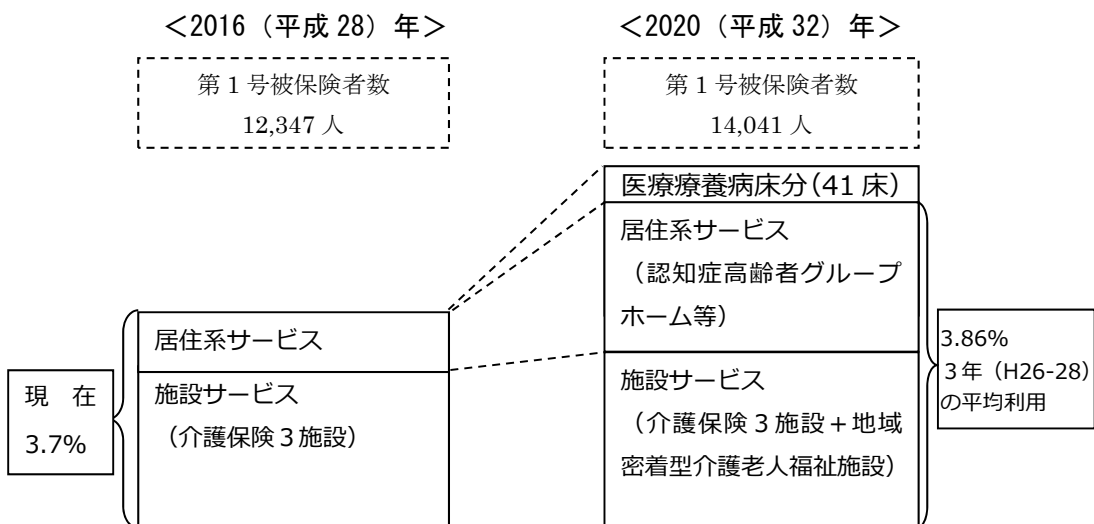 ＜2016（平成 28）年＞
第 1 号被保険者数
12,347 人
現　在
3.7%
居住系サービス
施設サービス
（介護保険３施設）
＜2020（平成 32）年＞
第 1 号被保険者数
14,041 人
医療療養病床分（41 床）
居住系サービス
（認知症高齢者グループ
ホーム等）
施設サービス
（介護保険３施設＋地域
密着型介護老人福祉施設）
3.86%
３年（H26-28）
の平均利用